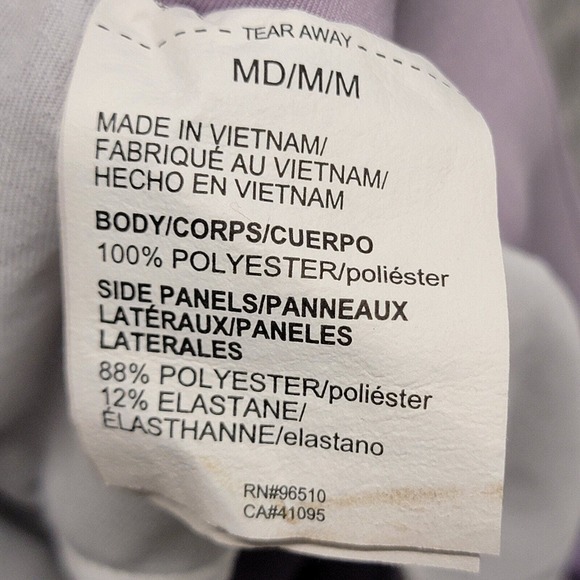 TEAR AWAY
MD/M/M
MADE IN VIETNAM/
FABRIQUÉ AU VIETNAM/
HECHO EN VIETNAM
BODY/CORPS/CUERPO
100% POLYESTER/poliéster
SIDE PANELS/PANNEAUX
LATÉRAUX/PANELES
LATERALES
88% POLYESTER/poliéster
12% ELASTANE/
ÉLASTHANNE/elastano
RN#96510
CA#41095